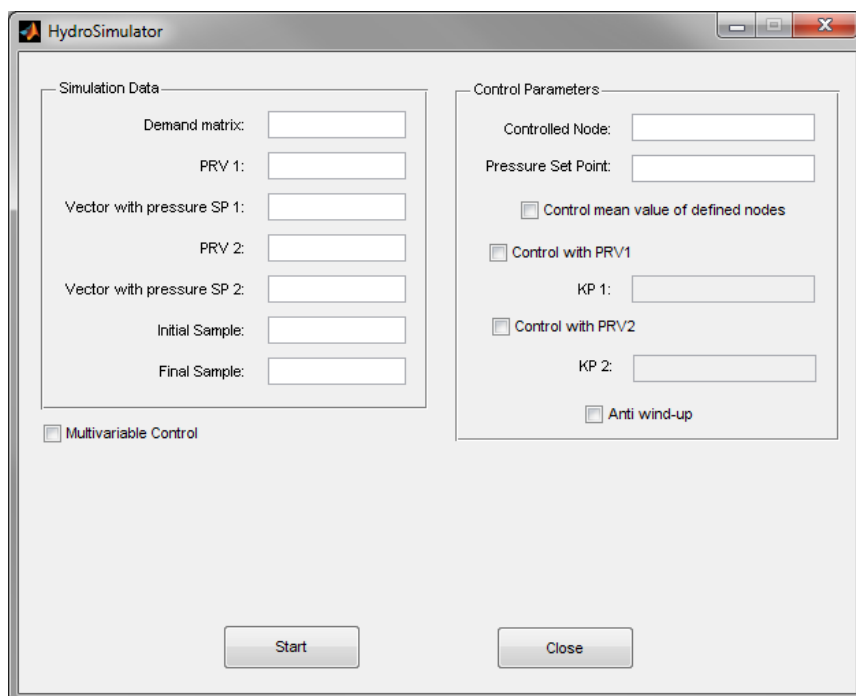 HydroSimulator
Simulation Data
Demand matrix:
PRV 1:
Vector with pressure SP 1:
PRV 2:
Vector with pressure SP 2:
Initial Sample:
Final Sample:
Multivariable Control
Control Parameters
Controlled Node:
Pressure Set Point:
Control mean value of defined nodes
Control with PRV1
KP 1:
Control with PRV2
KP 2:
Anti wind-up
Start
Close